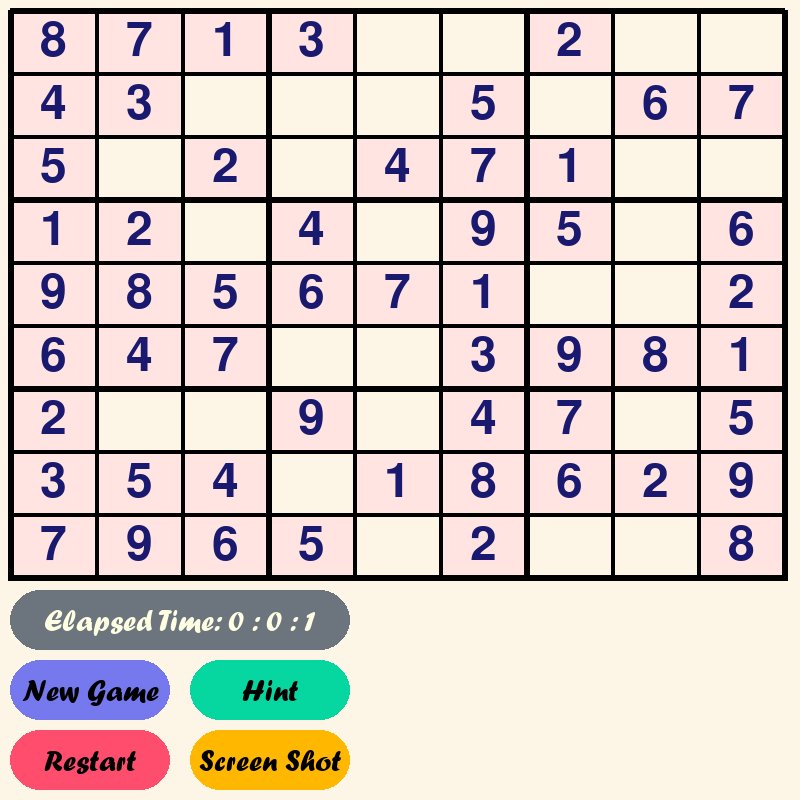 8 7 1 3 2
4 3 5 6 7
5 2 4 7 1
1 2 4 9 5 6
9 8 5 6 7 1 2
6 4 7 3 9 8 1
2 9 4 7 5
3 5 4 1 8 6 2 9
7 9 6 5 2 8
Elapsed Time: 0 : 0 : 1
New Game Hint
Restart Screen Shot